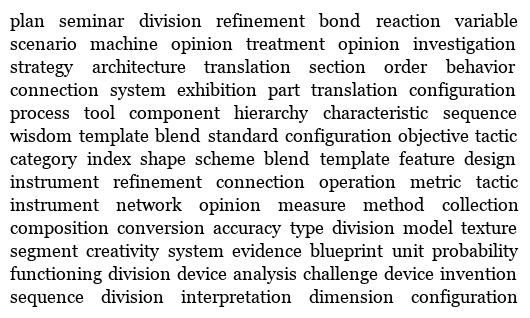 plan seminar division refinement bond reaction variable
scenario machine opinion treatment opinion investigation
strategy architecture translation section order behavior
connection system exhibition part translation configuration
process tool component hierarchy characteristic sequence
wisdom template blend standard configuration objective tactic
category index shape scheme blend template feature design
instrument refinement connection operation metric tactic
instrument network opinion measure method collection
composition conversion accuracy type division model texture
segment creativity system evidence blueprint unit probability
functioning division device analysis challenge device invention
sequence division interpretation dimension configuration